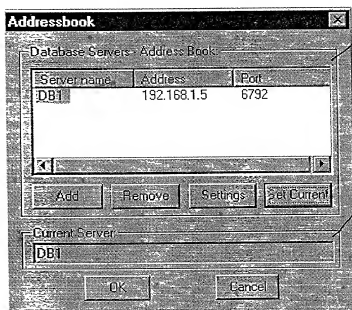 Addressbook
Database Servers - Address Book
Server name Address Port
DB1 192.168.1.5 6792
Add Remove Settings Set Current
Current Server
DB1
OK Cancel